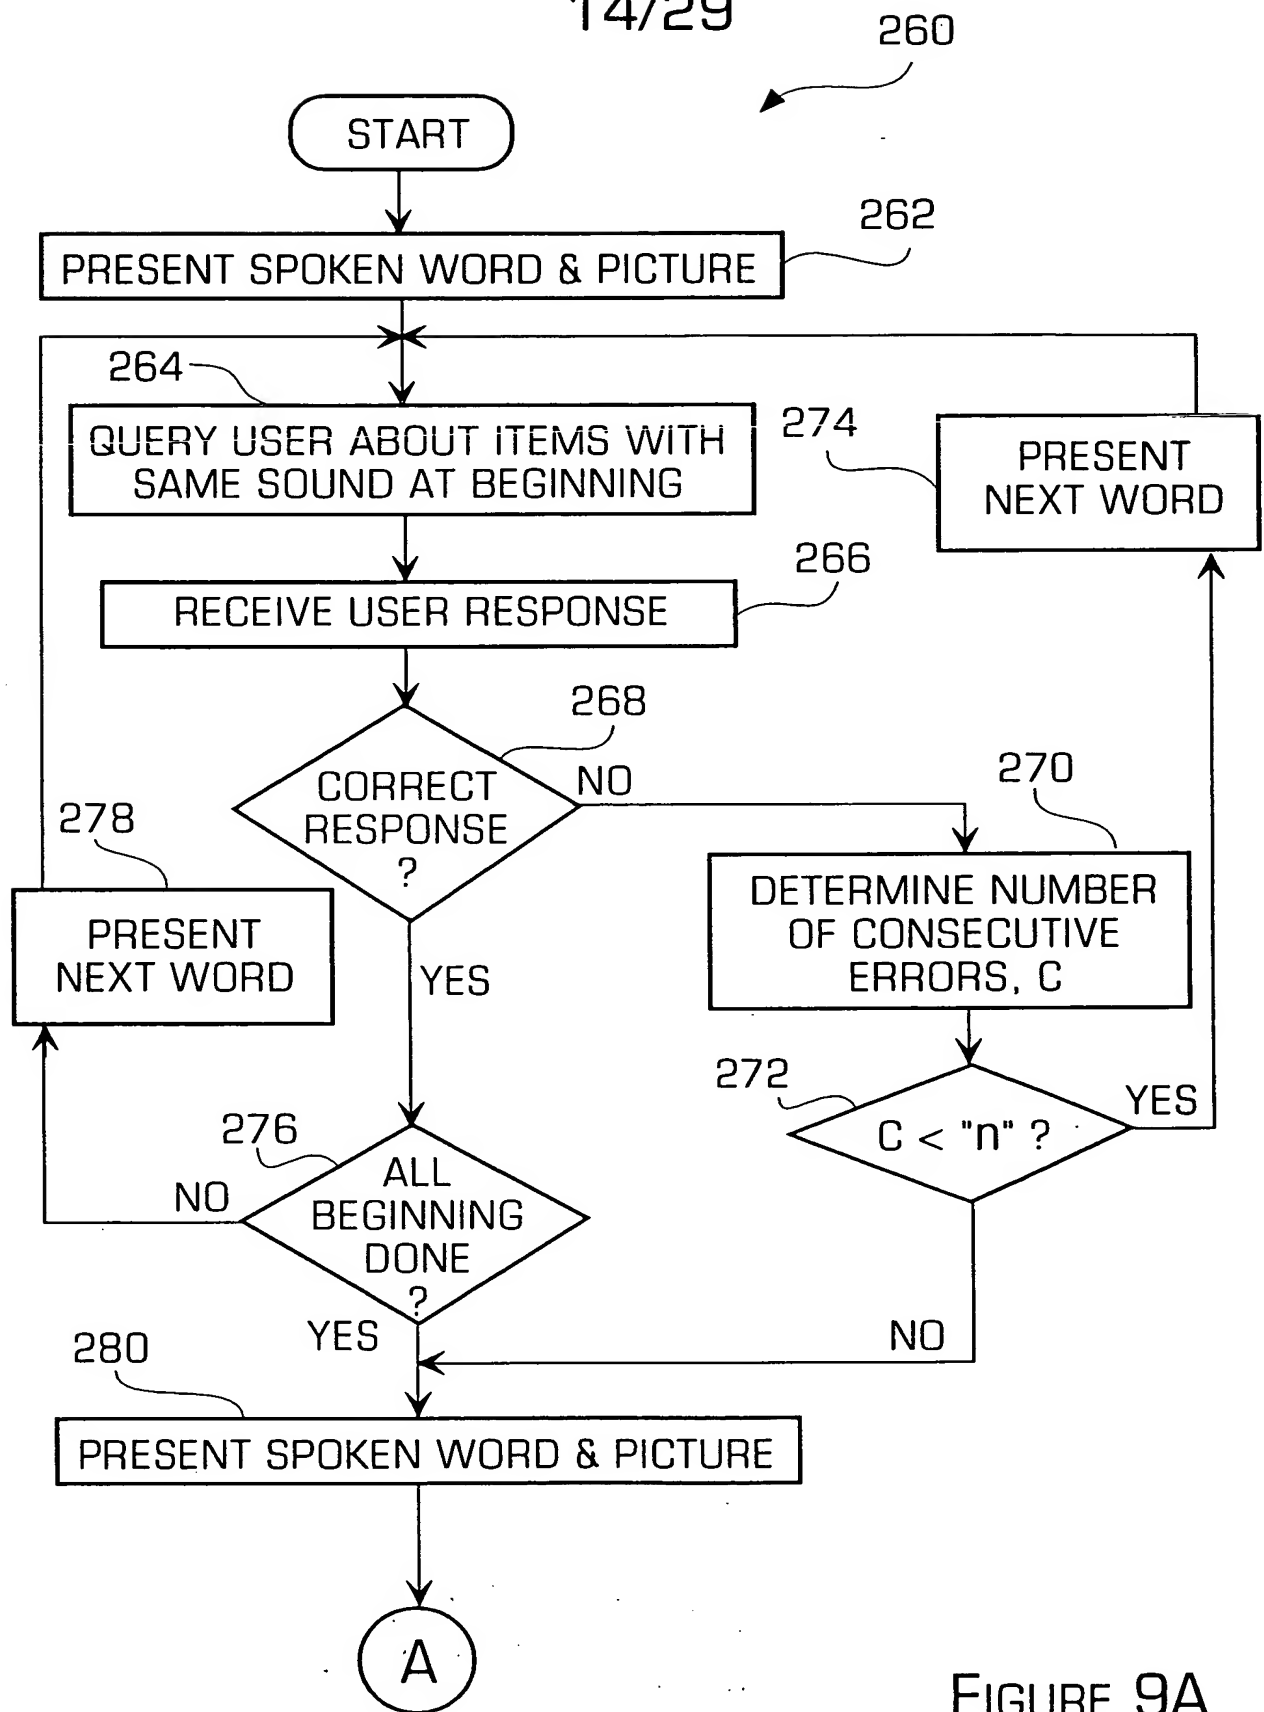 14/29
260
START
262
PRESENT SPOKEN WORD & PICTURE
264
QUERY USER ABOUT ITEMS WITH
SAME SOUND AT BEGINNING
274
PRESENT
NEXT WORD
266
RECEIVE USER RESPONSE
268
CORRECT
RESPONSE
?
NO
270
DETERMINE NUMBER
OF CONSECUTIVE
ERRORS, C
278
PRESENT
NEXT WORD
YES
272
C < "n" ?
YES
276
ALL
BEGINNING
DONE
?
NO
YES
NO
280
PRESENT SPOKEN WORD & PICTURE
A
FIGURE 9A